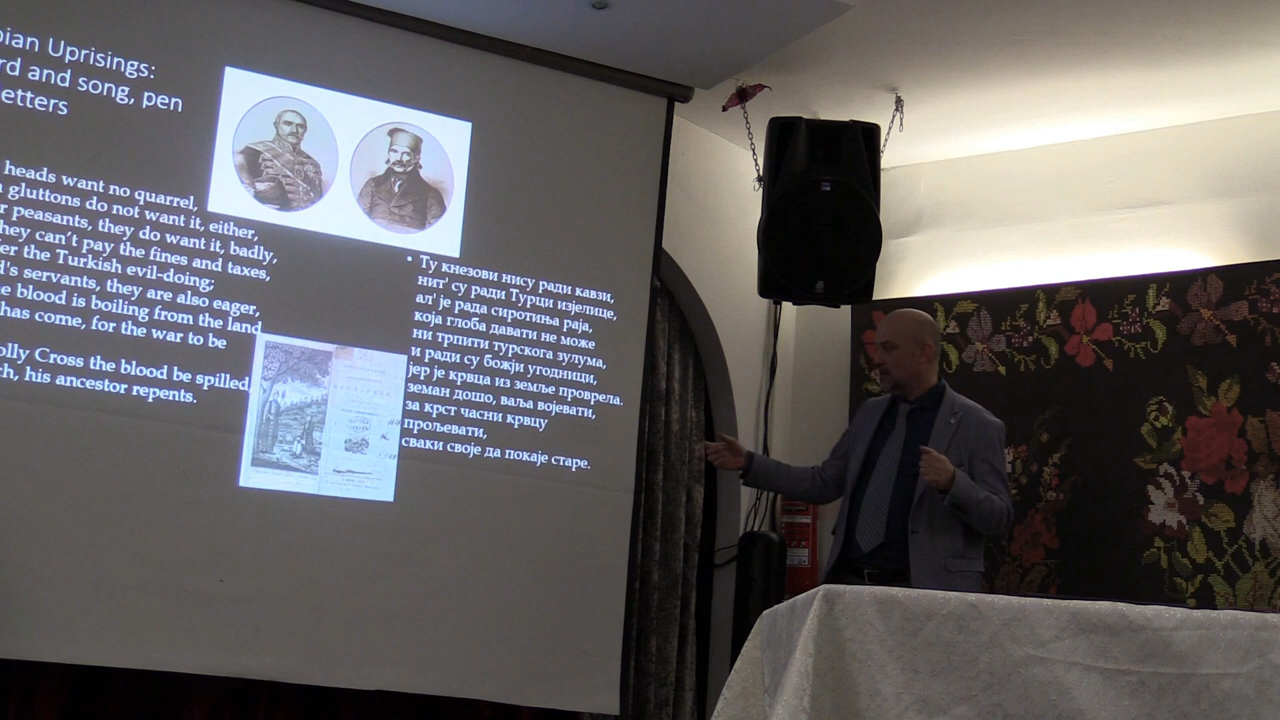 bian Uprisings:
rd and song, pen
etters
heads want no quarrel,
gluttons do not want it, either,
r peasants, they do want it, badly,
hey can't pay the fines and taxes,
er the Turkish evil-doing;
d's servants, they are also eager,
e blood is boiling from the land
has come, for the war to be
olly Cross the blood be spilled
ch, his ancestor repents.
• Ту кнезови нису ради кавзи,
нит' су ради Турци изјелице,
ал' је рада сиротиња раја,
која глоба давати не може
ни трпити турскога зулума,
и ради су божји угодници,
јер је крвца из земље проврела.
земан дошо, ваља војевати,
за крст часни крвцу
прољевати,
сваки своје да покаје старе.